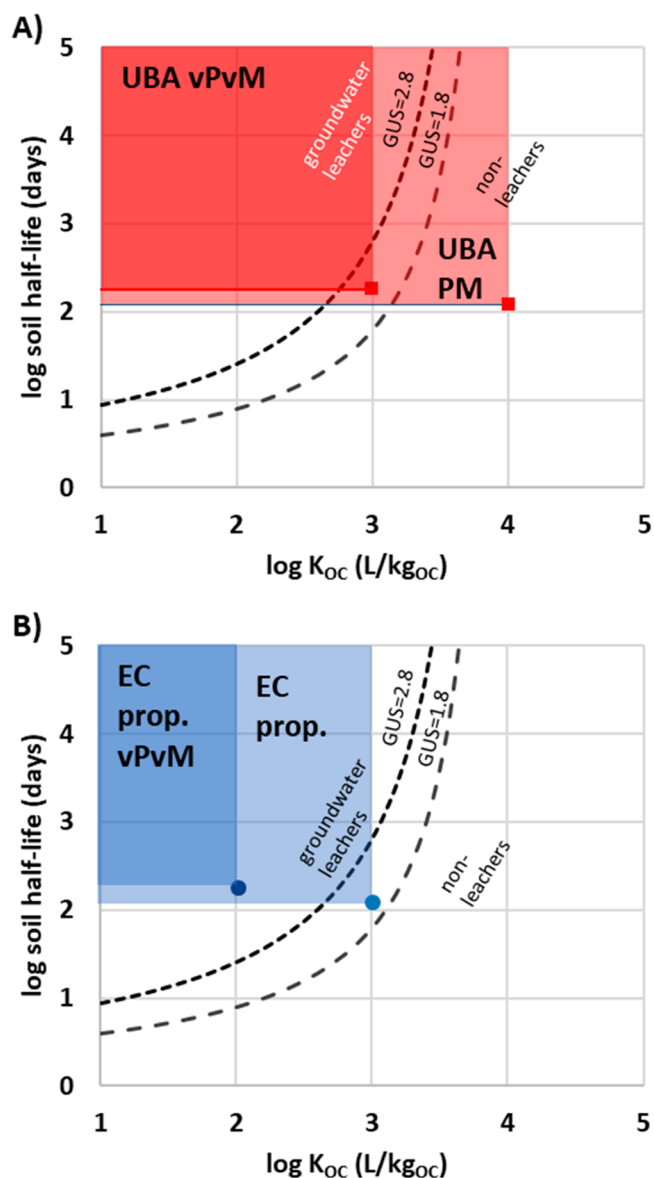 A)
5
4
3
2
1
0
log soil half-life (days)
UBA vPvM
groundwater
leachers
GUS=2.8
GUS=1.8
non-
leachers
UBA
PM
1 2 3 4 5
log KOC (L/kgOC)
B)
5
4
3
2
1
0
log soil half-life (days)
EC
prop.
vPvM
EC
prop.
groundwater
leachers
GUS=2.8
GUS=1.8
non-
leachers
1 2 3 4 5
log KOC (L/kgOC)